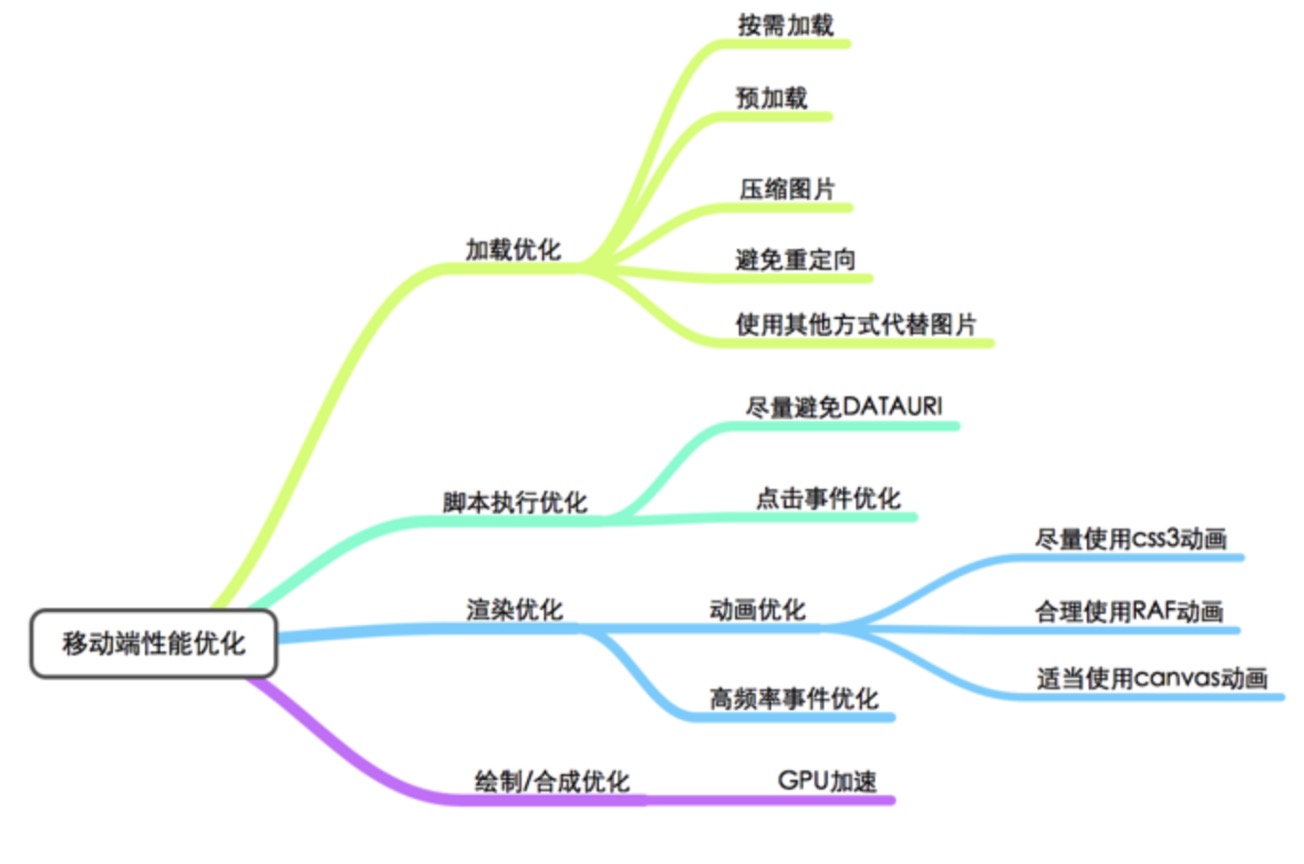 按需加载
预加载
压缩图片
加载优化
避免重定向
使用其他方式代替图片
尽量避免DATAURI
脚本执行优化
点击事件优化
尽量使用css3动画
渲染优化
动画优化
合理使用RAF动画
移动端性能优化
适当使用canvas动画
高频率事件优化
绘制/合成优化
GPU加速